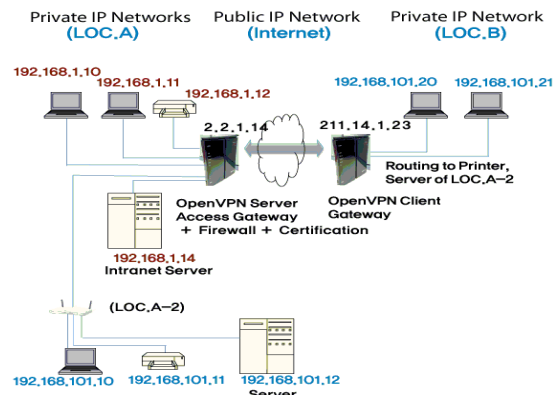 Private IP Networks
(LOC.A)
Public IP Network
(Internet)
Private IP Network
(LOC.B)
192.168.1.10
192.168.1.11
192.168.1.12
192.168.101.20
192.168.101.21
2.2.1.14
211.14.1.23
Routing to Printer,
Server of LOC.A-2
OpenVPN Server
Access Gateway
+ Firewall + Certification
OpenVPN Client
Gateway
192.168.1.14
Intranet Server
(LOC.A-2)
192.168.101.10
192.168.101.11
192.168.101.12
Server